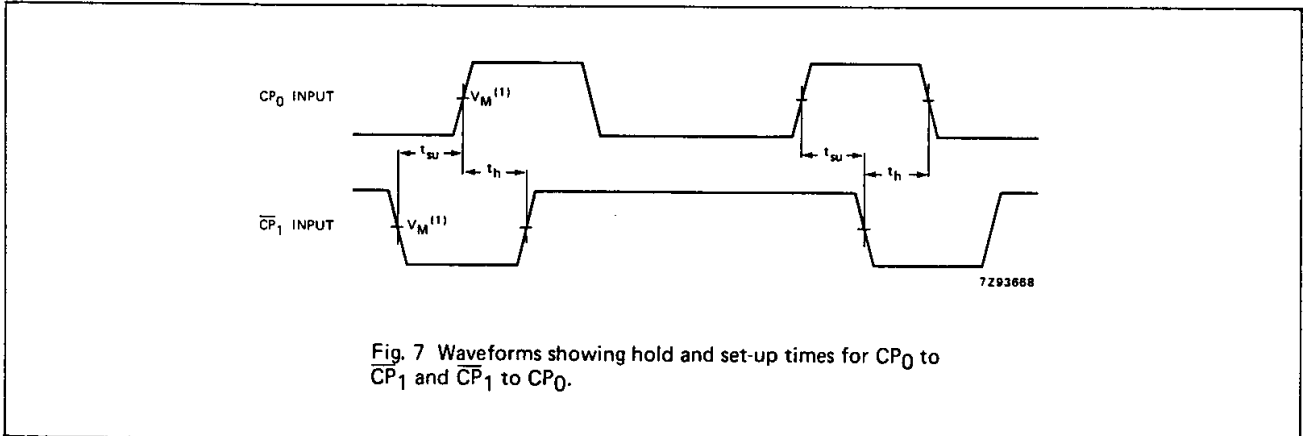 CP0 INPUT
VM(1)
tsu
th
tsu
th
CP1 INPUT
VM(1)
7Z93668
Fig. 7 Waveforms showing hold and set-up times for CP0 to
CP1 and CP1 to CP0.